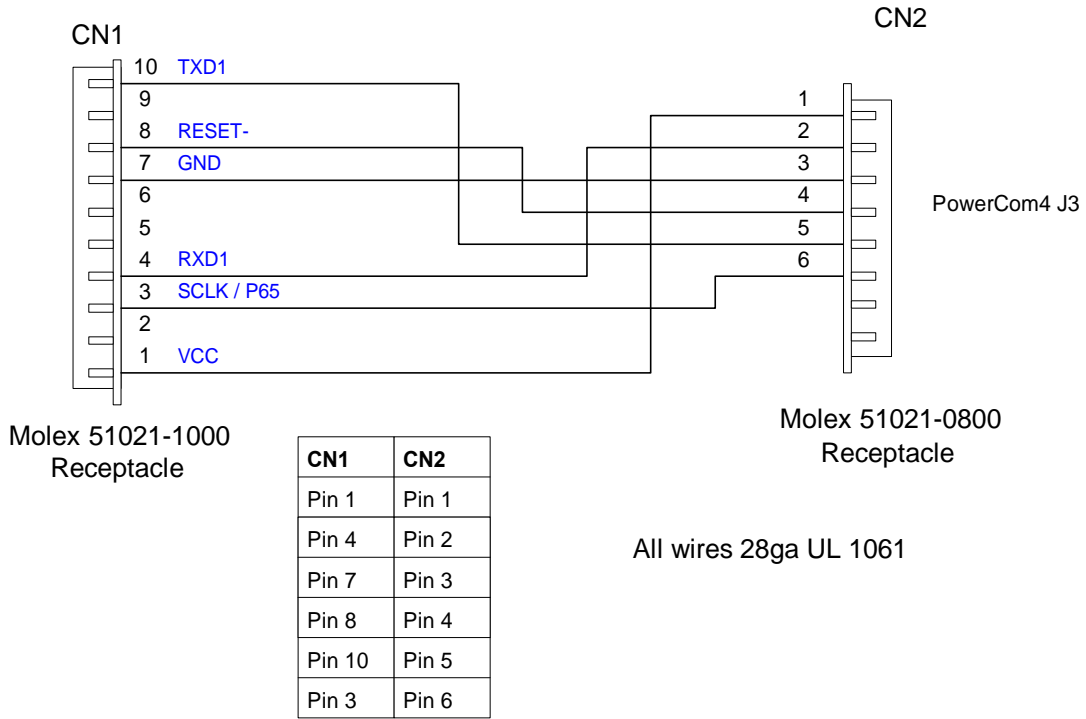 CN1
CN2
10 TXD1
9
8 RESET-
7 GND
6
5
4 RXD1
3 SCLK / P65
2
1 VCC
1
2
3
4
5
6
PowerCom4 J3
Molex 51021-1000
Receptacle
Molex 51021-0800
Receptacle
CN1 CN2
Pin 1 Pin 1
Pin 4 Pin 2
Pin 7 Pin 3
Pin 8 Pin 4
Pin 10 Pin 5
Pin 3 Pin 6
All wires 28ga UL 1061